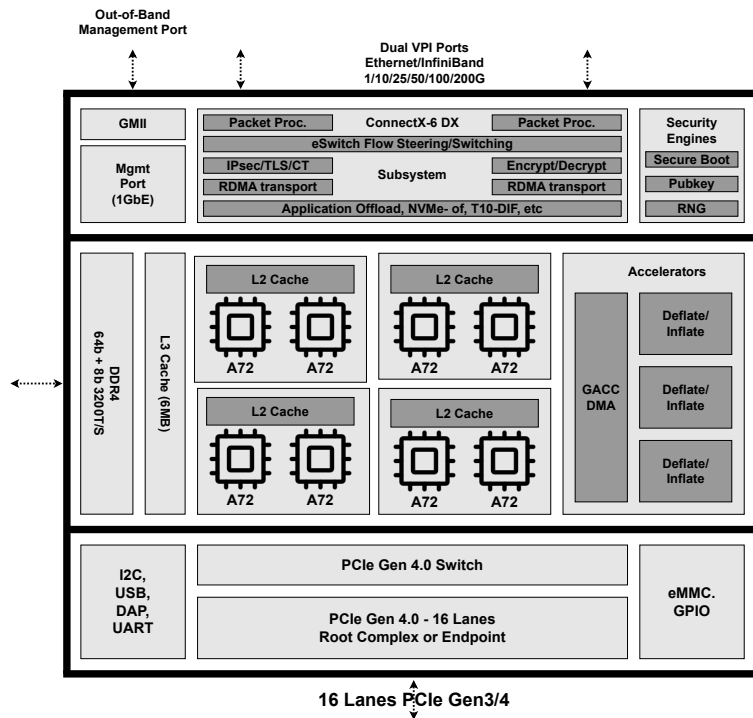 Out-of-Band
Management Port
Dual VPI Ports
Ethernet/InfiniBand
1/10/25/50/100/200G
GMII
Mgmt
Port
(1GbE)
Packet Proc.
ConnectX-6 DX
Packet Proc.
eSwitch Flow Steering/Switching
IPsec/TLS/CT
Subsystem
Encrypt/Decrypt
RDMA transport
RDMA transport
Application Offload, NVMe- of, T10-DIF, etc
Security
Engines
Secure Boot
Pubkey
RNG
DDR4
64b + 8b 3200T/S
L3 Cache (6MB)
L2 Cache
A72
A72
L2 Cache
A72
A72
L2 Cache
A72
A72
L2 Cache
A72
A72
Accelerators
GACC
DMA
Deflate/
Inflate
Deflate/
Inflate
Deflate/
Inflate
I2C,
USB,
DAP,
UART
PCIe Gen 4.0 Switch
PCIe Gen 4.0 - 16 Lanes
Root Complex or Endpoint
eMMC.
GPIO
16 Lanes PCIe Gen3/4